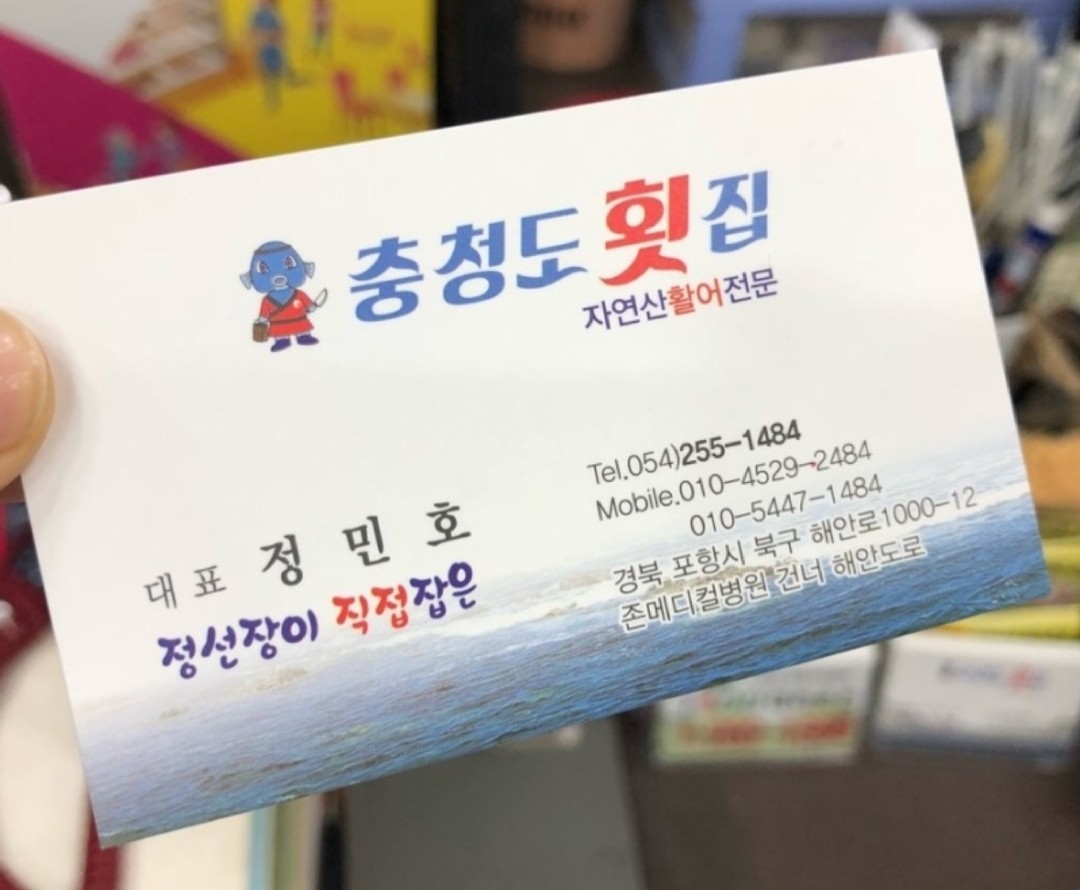 충청도횟집
자연산활어전문
Tel.054)255-1484
Mobile.010-4529-2484
010-5447-1484
경북 포항시 북구 해안로1000-12
존메디컬병원 건너 해안도로
대표 정민호
정선장이 직접잡은